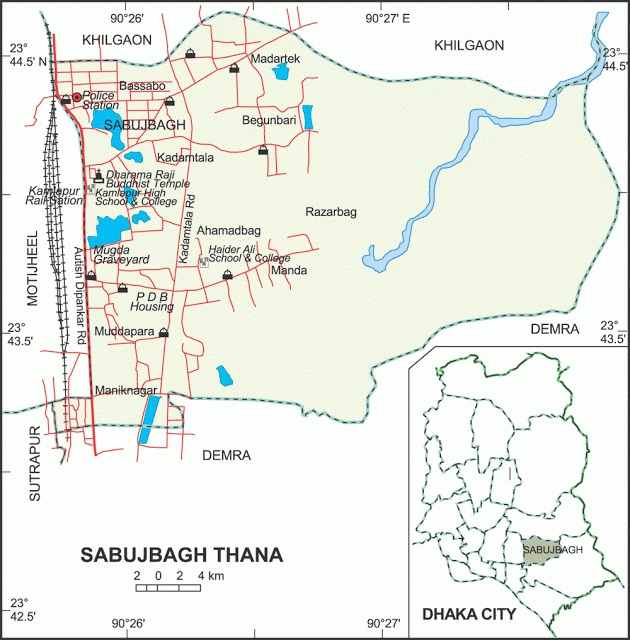 90°26'
90°27' E
KHILGAON
KHILGAON
23°
44.5' N
23°
44.5'
Madartek
Bassabo
Police
Station
SABUJBAGH
Begunbari
Kadamtala
Dharama Raji
Buddhist Temple
Kamlapur
Rail Station
Kamlapur High
School & College
Kadamtala Rd
Razarbag
Ahamadbag
MOTIJHEEL
Mugda
Graveyard
Haider Ali
School & College
Manda
Autish Dipankar Rd
P D B
Housing
Muddapara
23°
43.5'
DEMRA
23°
43.5'
Maniknagar
SUTRAPUR
DEMRA
SABUJBAGH THANA
2 0 2 4 km
SABUJBAGH
DHAKA CITY
23°
42.5'
90°26'
90°27'